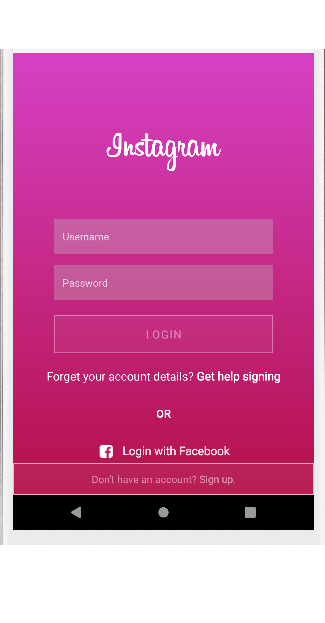 Instagram
Username
Password
LOGIN
Forget your account details? Get help signing
OR
Login with Facebook
Don't have an account? Sign up.